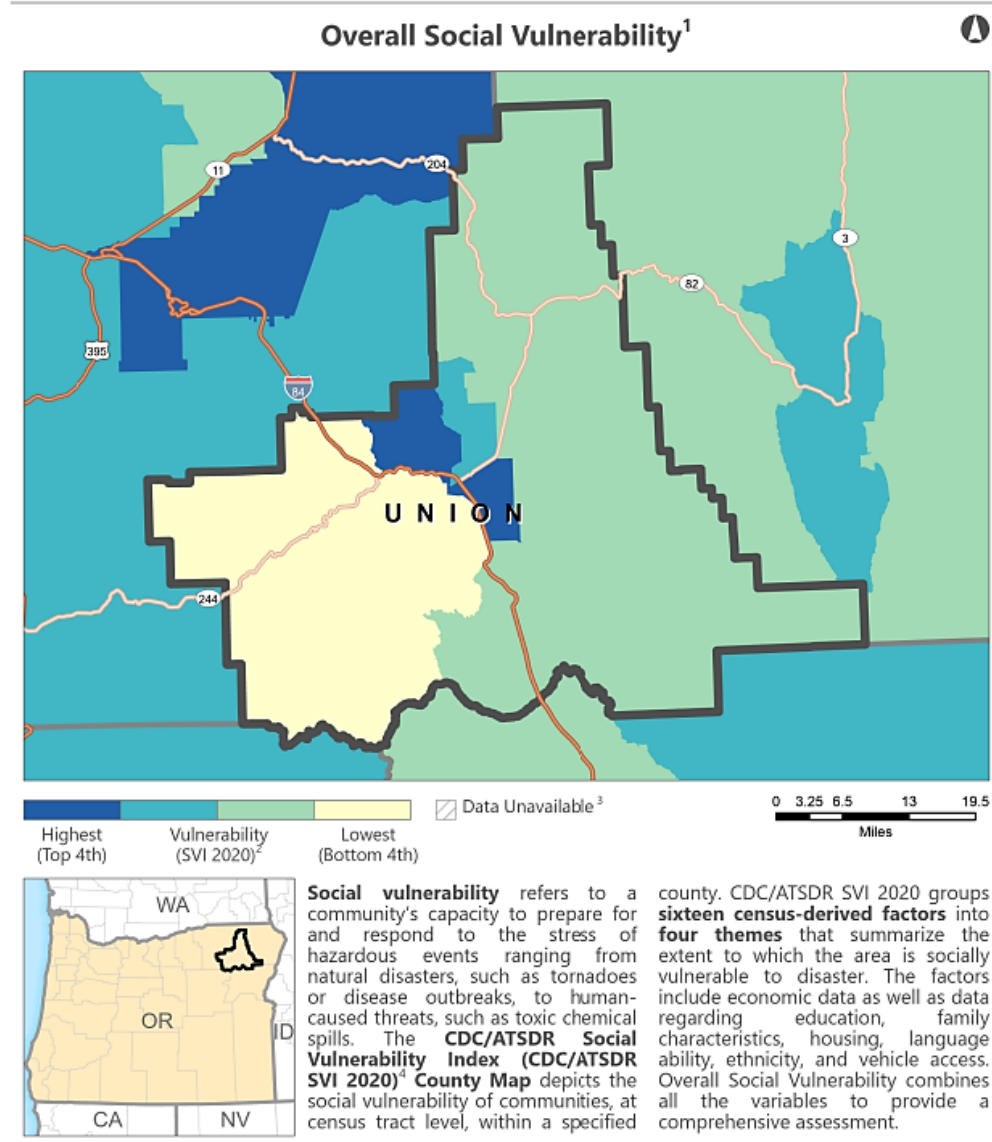 Overall Social Vulnerability1
11
204
3
82
395
84
UNION
244
Highest
(Top 4th)
Vulnerability
(SVI 2020)2
Lowest
(Bottom 4th)
Data Unavailable 3
0 3.25 6.5 13 19.5
Miles
WA
OR
ID
CA
NV
Social vulnerability refers to a
community's capacity to prepare for
and respond to the stress of
hazardous events ranging from
natural disasters, such as tornadoes
or disease outbreaks, to human-
caused threats, such as toxic chemical
spills. The CDC/ATSDR Social
Vulnerability Index (CDC/ATSDR
SVI 2020)4 County Map depicts the
social vulnerability of communities, at
census tract level, within a specified
county. CDC/ATSDR SVI 2020 groups
sixteen census-derived factors into
four themes that summarize the
extent to which the area is socially
vulnerable to disaster. The factors
include economic data as well as data
regarding education, family
characteristics, housing, language
ability, ethnicity, and vehicle access.
Overall Social Vulnerability combines
all the variables to provide a
comprehensive assessment.